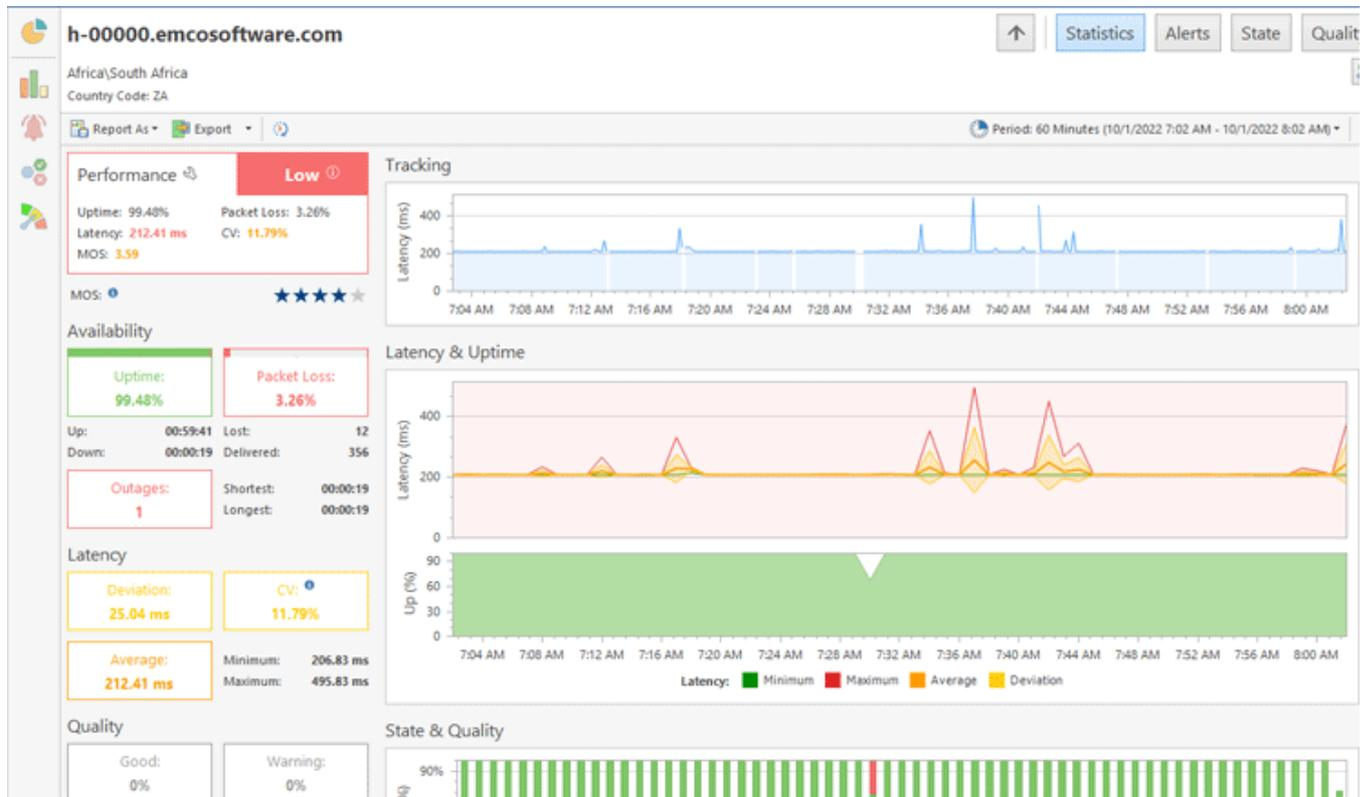 h-00000.emcosoftware.com
Statistics Alerts State Qualit
Africa\South Africa
Country Code: ZA
Report As Export
Period: 60 Minutes (10/1/2022 7:02 AM - 10/1/2022 8:02 AM)
Performance Low
Uptime: 99.48% Packet Loss: 3.26%
Latency: 212.41 ms CV: 11.79%
MOS: 3.59
MOS:
Availability
Uptime: Packet Loss:
99.48% 3.26%
Up: 00:59:41 Lost: 12
Down: 00:00:19 Delivered: 356
Outages: Shortest: 00:00:19
1 Longest: 00:00:19
Latency
Deviation: CV:
25.04 ms 11.79%
Average: Minimum: 206.83 ms
212.41 ms Maximum: 495.83 ms
Quality
Good: Warning:
0% 0%
Tracking
Latency (ms)
400
200
0
7:04 AM 7:08 AM 7:12 AM 7:16 AM 7:20 AM 7:24 AM 7:28 AM 7:32 AM 7:36 AM 7:40 AM 7:44 AM 7:48 AM 7:52 AM 7:56 AM 8:00 AM
Latency & Uptime
Latency (ms)
400
200
0
Up (%)
90
60
30
0
7:04 AM 7:08 AM 7:12 AM 7:16 AM 7:20 AM 7:24 AM 7:28 AM 7:32 AM 7:36 AM 7:40 AM 7:44 AM 7:48 AM 7:52 AM 7:56 AM 8:00 AM
Latency: Minimum Maximum Average Deviation
State & Quality
90%